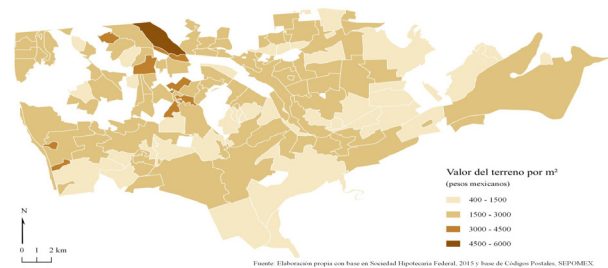 Valor del terreno por m²
(pesos mexicanos)
400 - 1500
1500 - 3000
3000 - 4500
4500 - 6000
N
0 1 2 km
Fuente: Elaboración propia con base en Sociedad Hipotecaria Federal, 2015 y base de Códigos Postales, SEPOMEX.